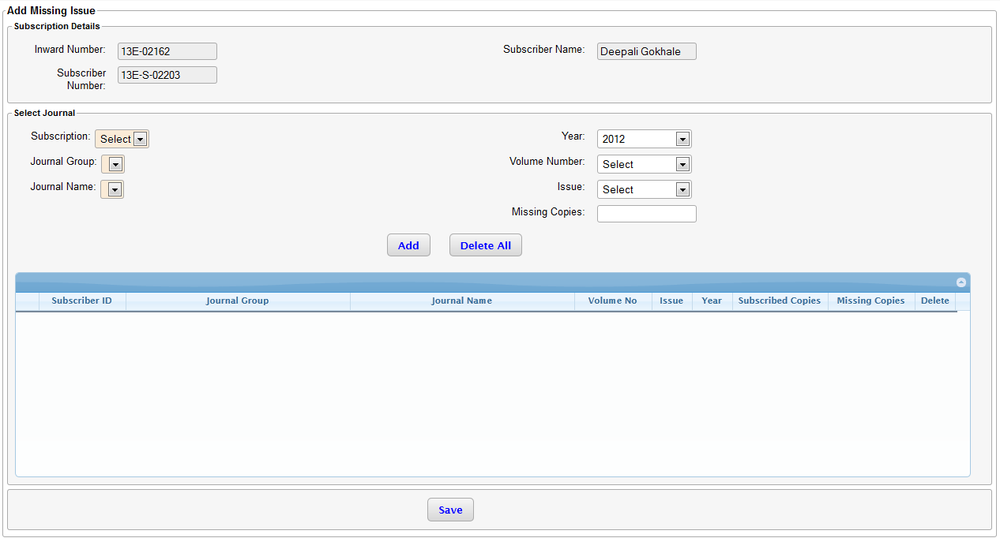 Add Missing Issue
Subscription Details
Inward Number: 13E-02162 Subscriber Name: Deepali Gokhale
Subscriber
Number: 13E-S-02203
Select Journal
Subscription: Select Year: 2012
Journal Group: Volume Number: Select
Journal Name: Issue: Select
Missing Copies:
Add Delete All
Subscriber ID Journal Group Journal Name Volume No Issue Year Subscribed Copies Missing Copies Delete
Save